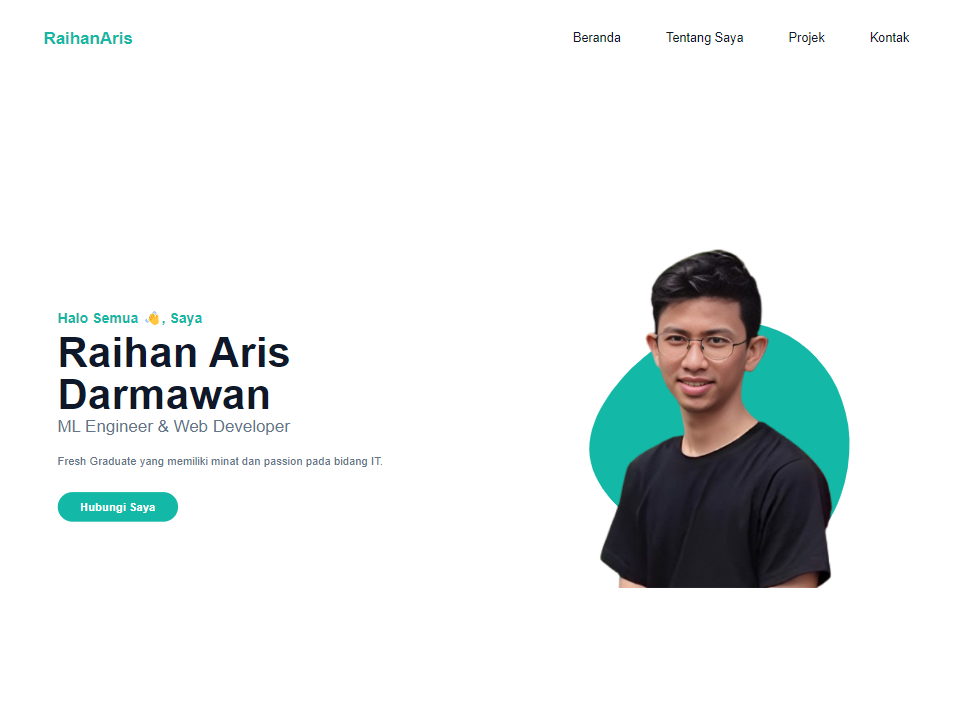 RaihanAris
Beranda Tentang Saya Projek Kontak
Halo Semua 👋, Saya
Raihan Aris
Darmawan
ML Engineer & Web Developer
Fresh Graduate yang memiliki minat dan passion pada bidang IT.
Hubungi Saya